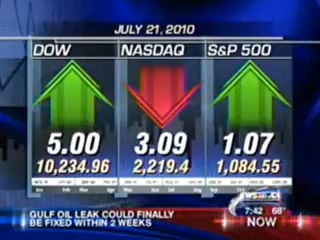 JULY 21, 2010
DOW NASDAQ S&P 500
5.00 3.09 1.07
10,234.96 2,219.4 1,084.55
GULF OIL LEAK COULD FINALLY
BE FIXED WITHIN 2 WEEKS
7:42 66°
NOW